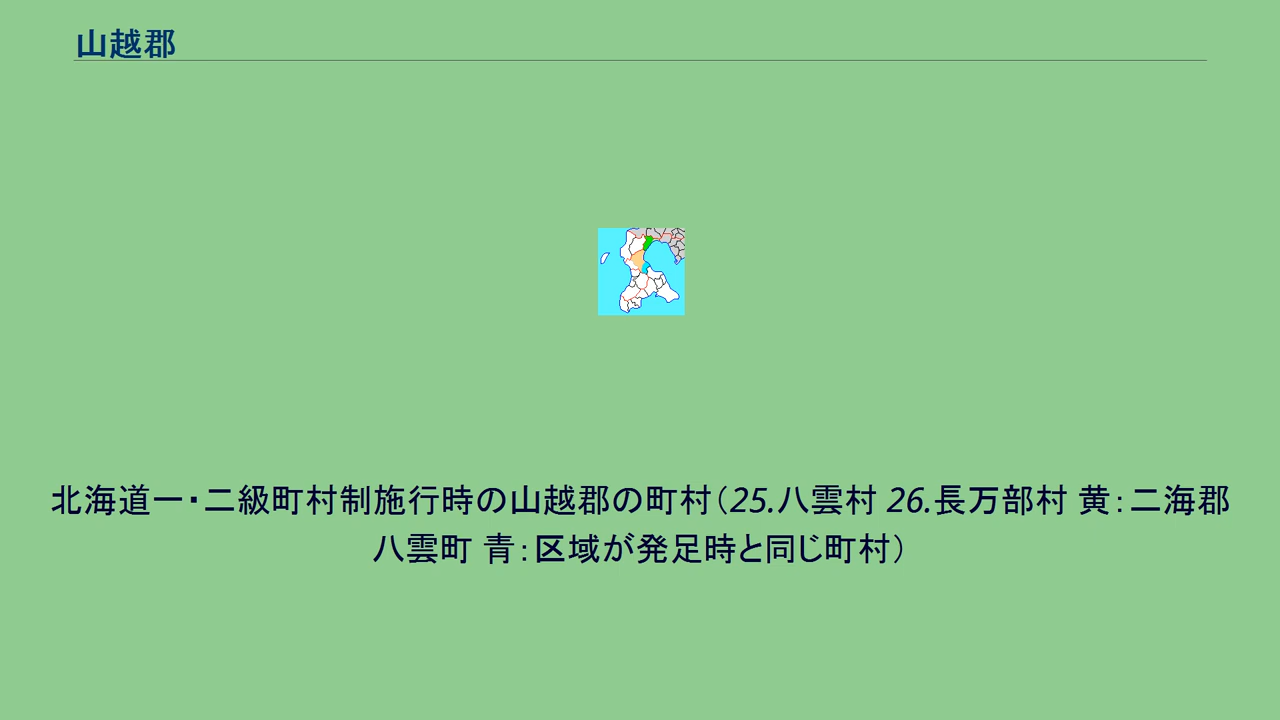 山越郡
北海道一・二級町村制施行時の山越郡の町村（25.八雲村 26.長万部村 黄：二海郡
八雲町 青：区域が発足時と同じ町村）